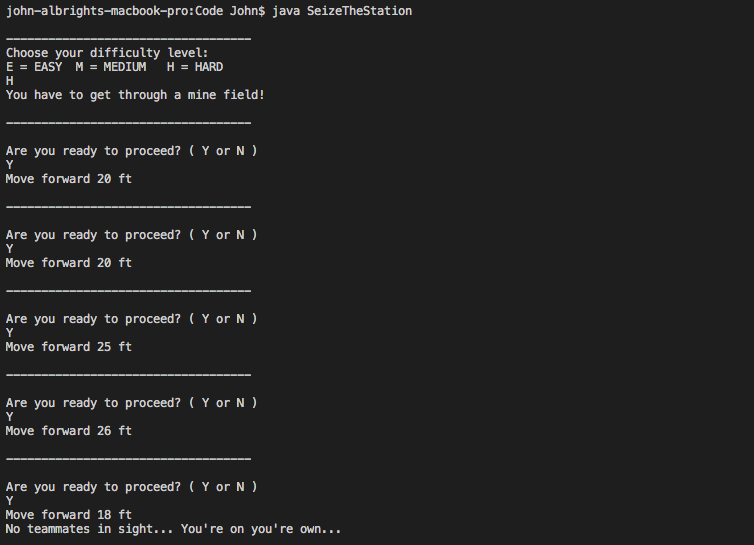 john-albrights-macbook-pro:Code John$ java SeizeTheStation
-----------------------------------
Choose your difficulty level:
E = EASY  M = MEDIUM   H = HARD
H
You have to get through a mine field!
-----------------------------------
Are you ready to proceed? ( Y or N )
Y
Move forward 20 ft
-----------------------------------
Are you ready to proceed? ( Y or N )
Y
Move forward 20 ft
-----------------------------------
Are you ready to proceed? ( Y or N )
Y
Move forward 25 ft
-----------------------------------
Are you ready to proceed? ( Y or N )
Y
Move forward 26 ft
-----------------------------------
Are you ready to proceed? ( Y or N )
Y
Move forward 18 ft
No teammates in sight... You're on you're own...